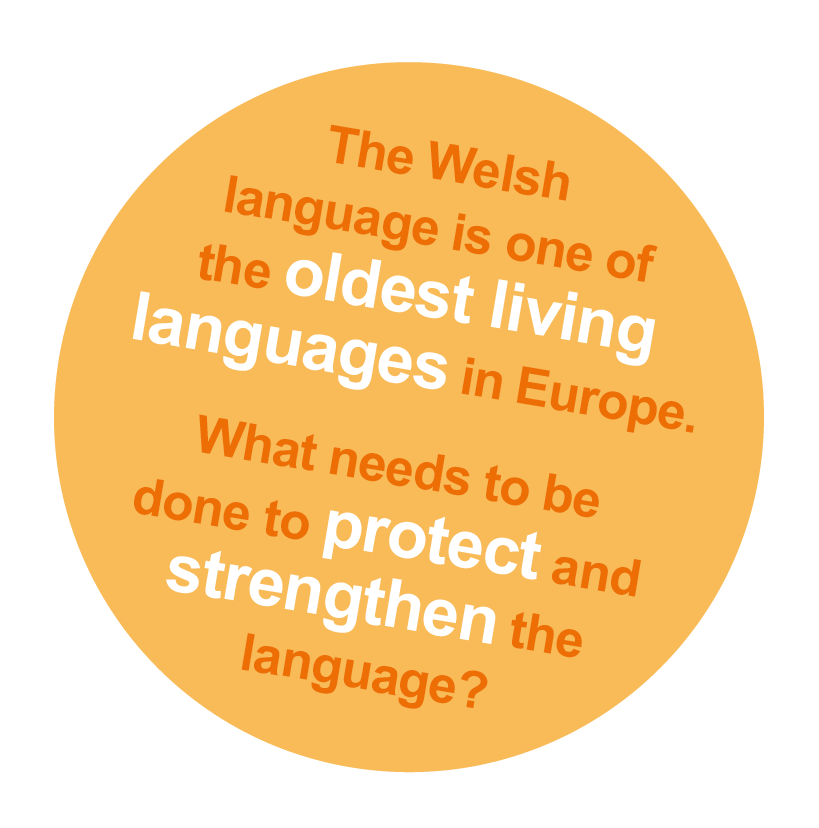 The Welsh
language is one of
the oldest living
languages in Europe.
What needs to be
done to protect and
strengthen the
language?